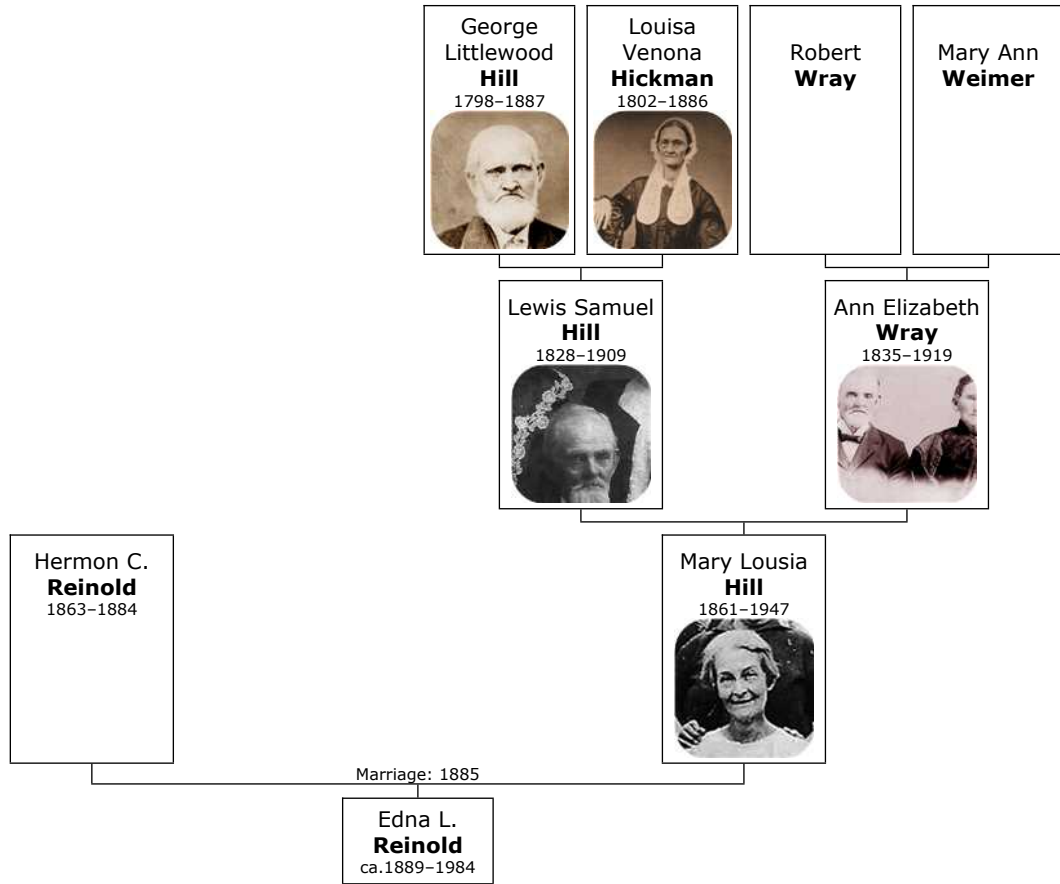 George
Littlewood
Hill
1798–1887
Louisa
Venona
Hickman
1802–1886
Robert
Wray
Mary Ann
Weimer
Lewis Samuel
Hill
1828–1909
Ann Elizabeth
Wray
1835–1919
Hermon C.
Reinold
1863–1884
Mary Lousia
Hill
1861–1947
Marriage: 1885
Edna L.
Reinold
ca.1889–1984